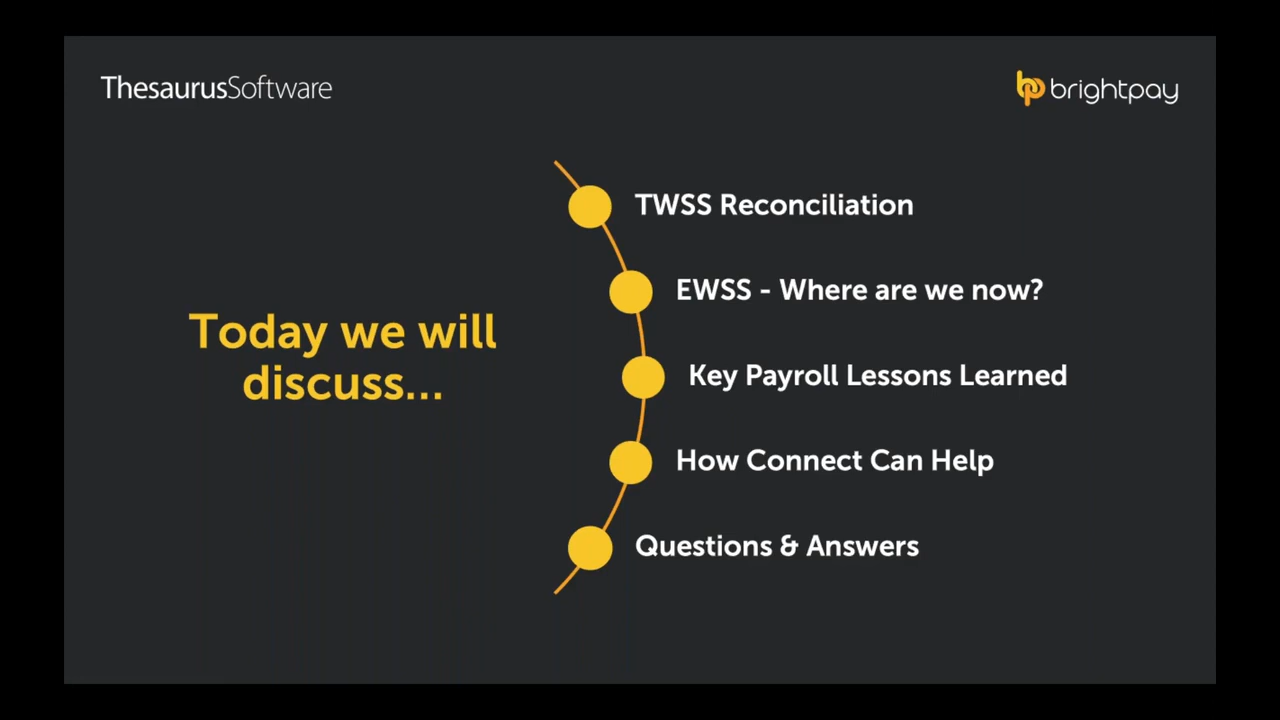 ThesaurusSoftware
brightpay
Today we will
discuss...
TWSS Reconciliation
EWSS - Where are we now?
Key Payroll Lessons Learned
How Connect Can Help
Questions & Answers